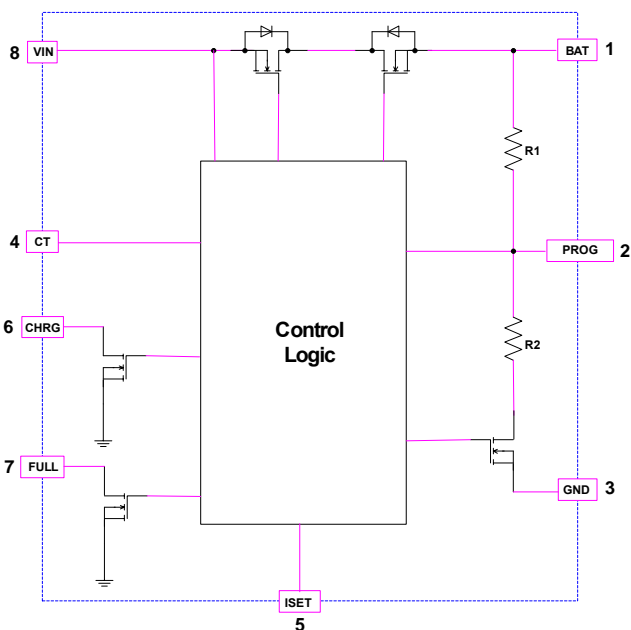 8 VIN
BAT 1
R1
4 CT
PROG 2
6 CHRG
Control
Logic
R2
7 FULL
GND 3
ISET
5